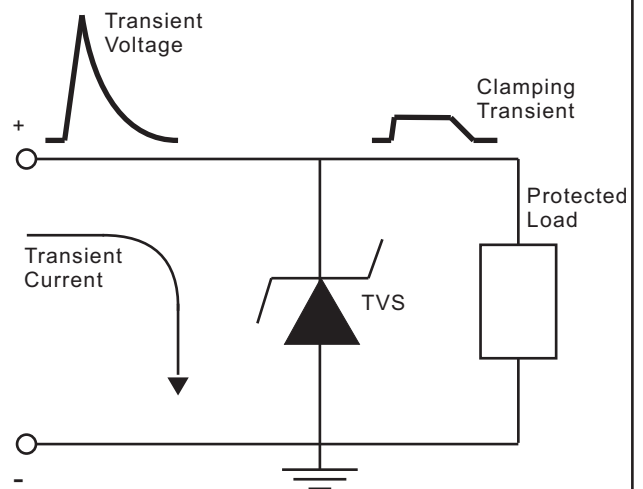 Transient
Voltage
Clamping
Transient
+
Protected
Load
Transient
Current
TVS
-